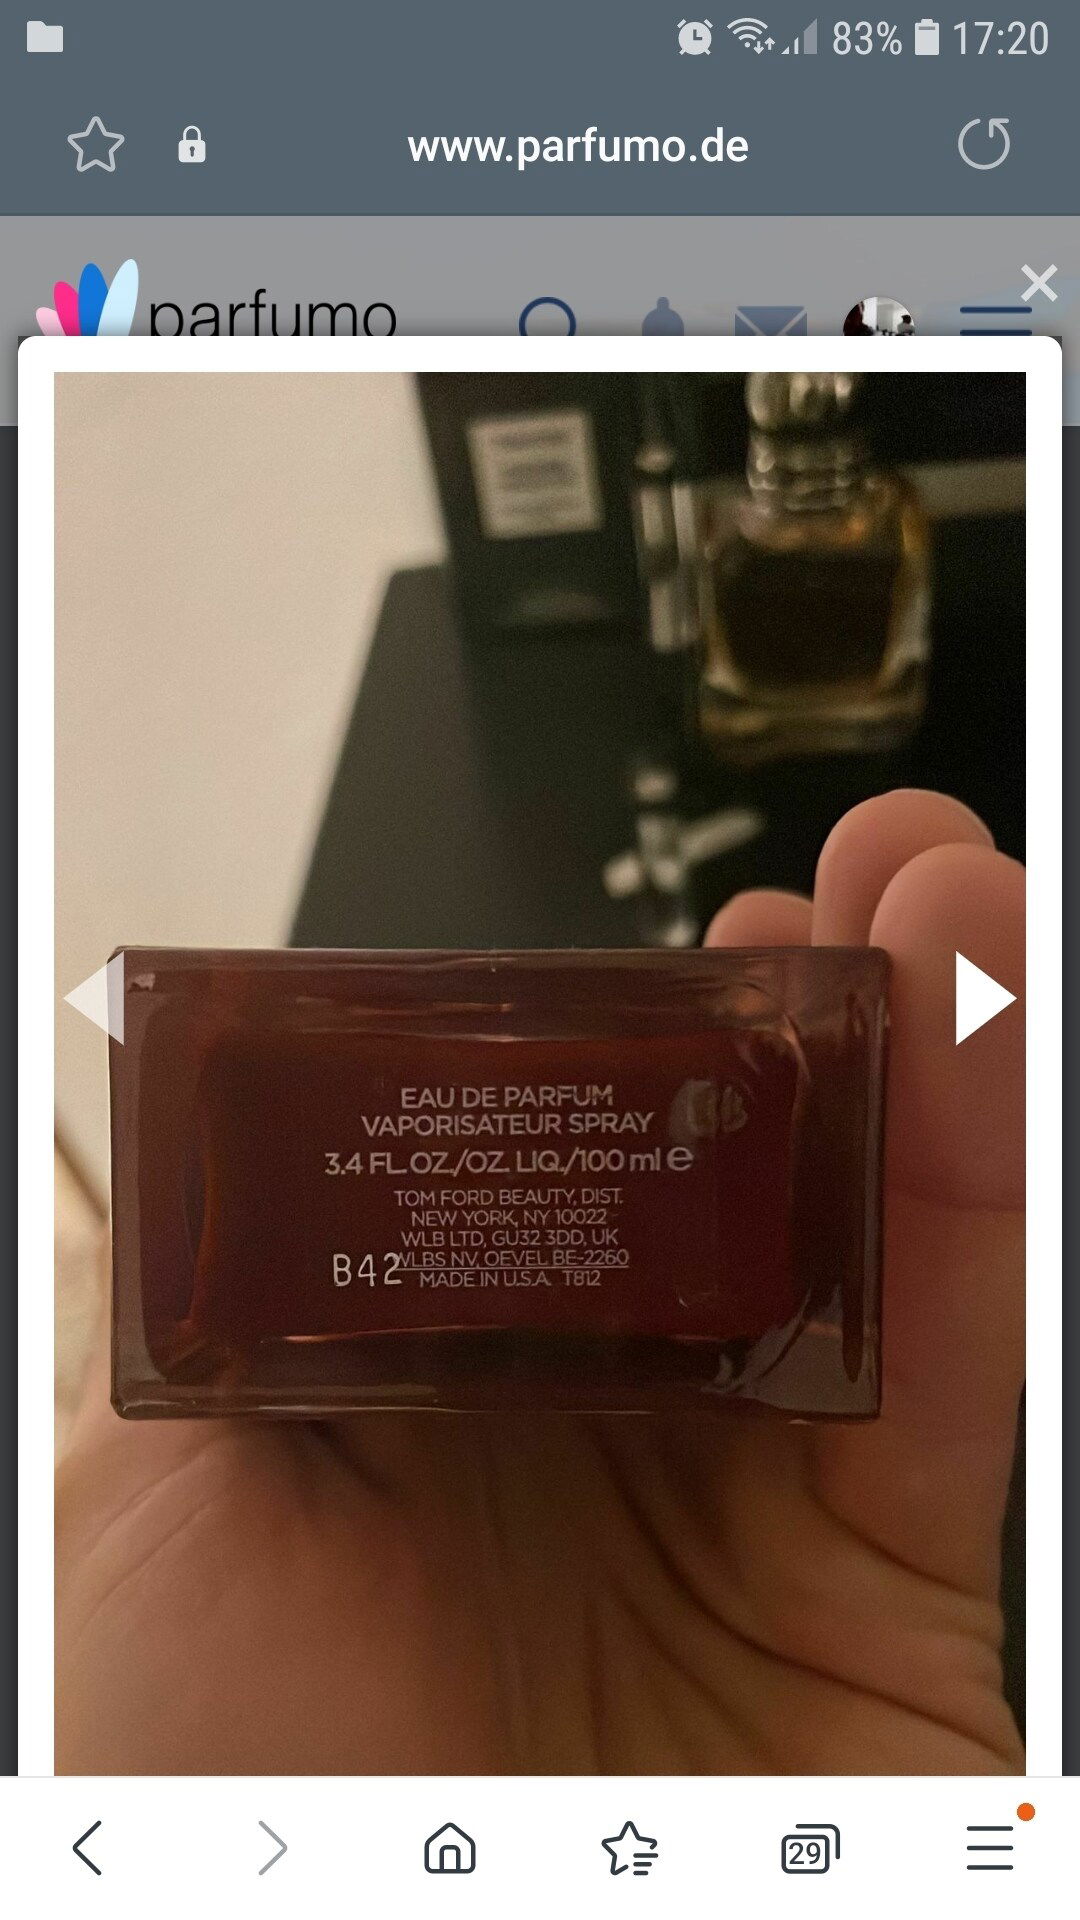 83% 17:20
www.parfumo.de
parfumo
EAU DE PARFUM
VAPORISATEUR SPRAY
3.4 FL.OZ./OZ. LIQ./100 ml e
TOM FORD BEAUTY, DIST.
NEW YORK, NY 10022
WLB LTD, GU32 3DD, UK
WLBS NV, OEVEL BE-2260
B42
MADE IN U.S.A. T812
29